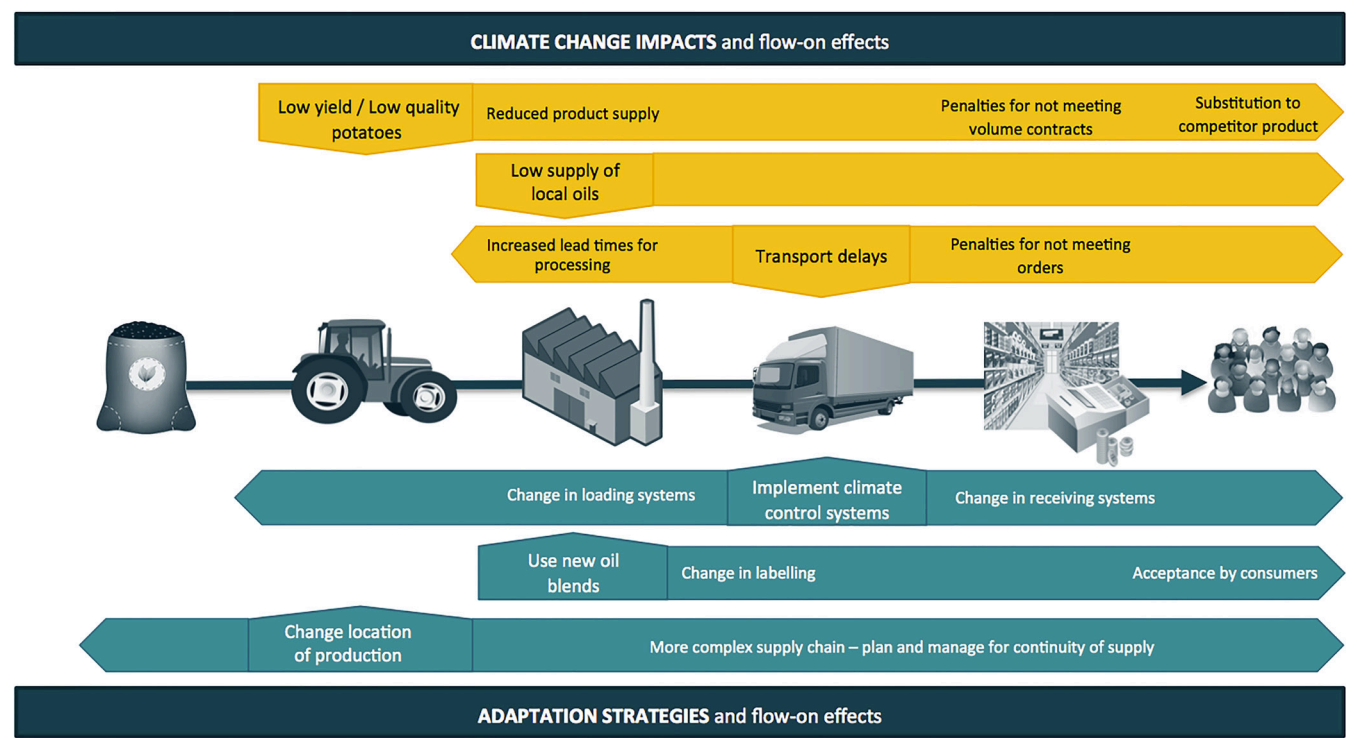 CLIMATE CHANGE IMPACTS and flow-on effects
Low yield / Low quality
potatoes
Reduced product supply
Penalties for not meeting
volume contracts
Substitution to
competitor product
Low supply of
local oils
Increased lead times for
processing
Transport delays
Penalties for not meeting
orders
Change in loading systems
Implement climate
control systems
Change in receiving systems
Use new oil
blends
Change in labelling
Acceptance by consumers
Change location
of production
More complex supply chain – plan and manage for continuity of supply
ADAPTATION STRATEGIES and flow-on effects